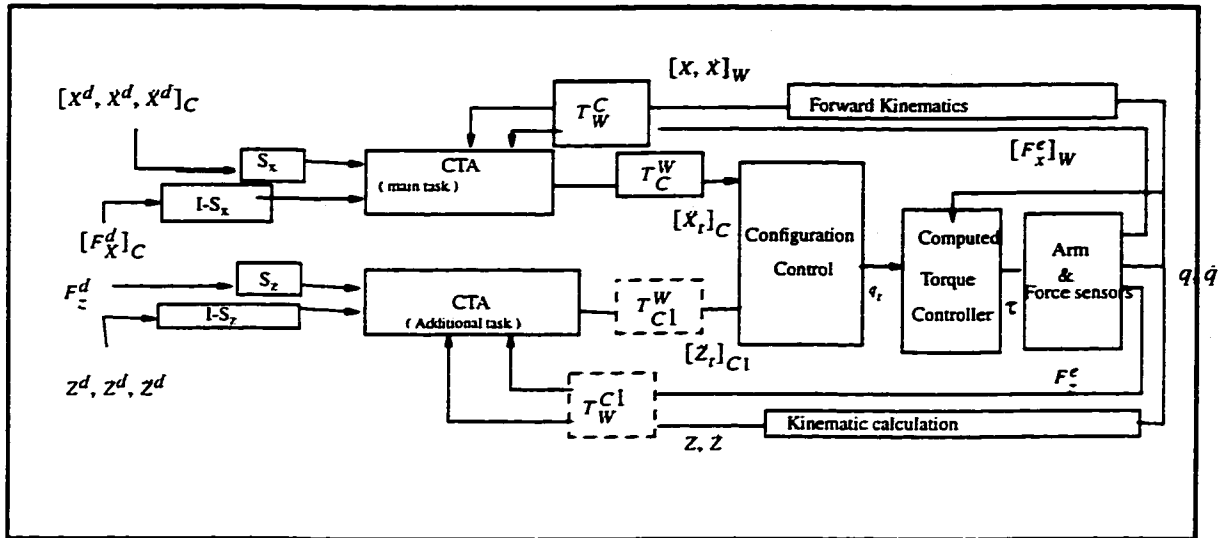 [X, Ẋ]_W
[X^d, Ẋ^d, Ẍ^d]_C
T_W^C
Forward Kinematics
[F_x^e]_W
S_x
CTA
( main task )
T_C^W
I-S_x
[Ẍ_t]_C
[F_X^d]_C
Configuration
Control
Computed
Torque
Controller
Arm
&
Force sensors
q, q̇
F_z^d
S_z
q_t
τ
CTA
( Additional task )
T_C1^W
I-S_z
[Z̈_t]_C1
Z^d, Ż^d, Z̈^d
T_W^C1
F_z^e
Kinematic calculation
Z, Ż